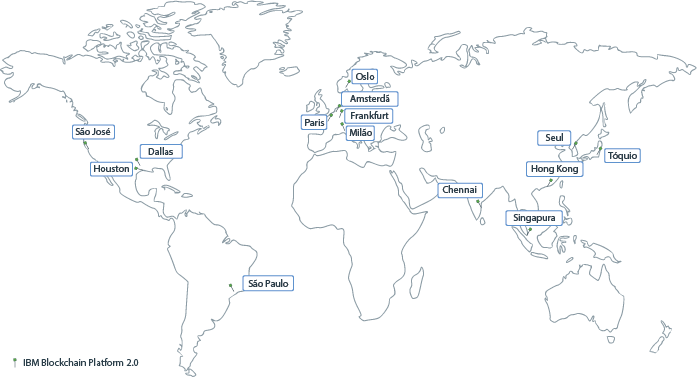 Oslo
Amsterdã
Frankfurt
Paris
Milão
São José
Dallas
Houston
Seul
Tóquio
Hong Kong
Chennai
Singapura
São Paulo
IBM Blockchain Platform 2.0